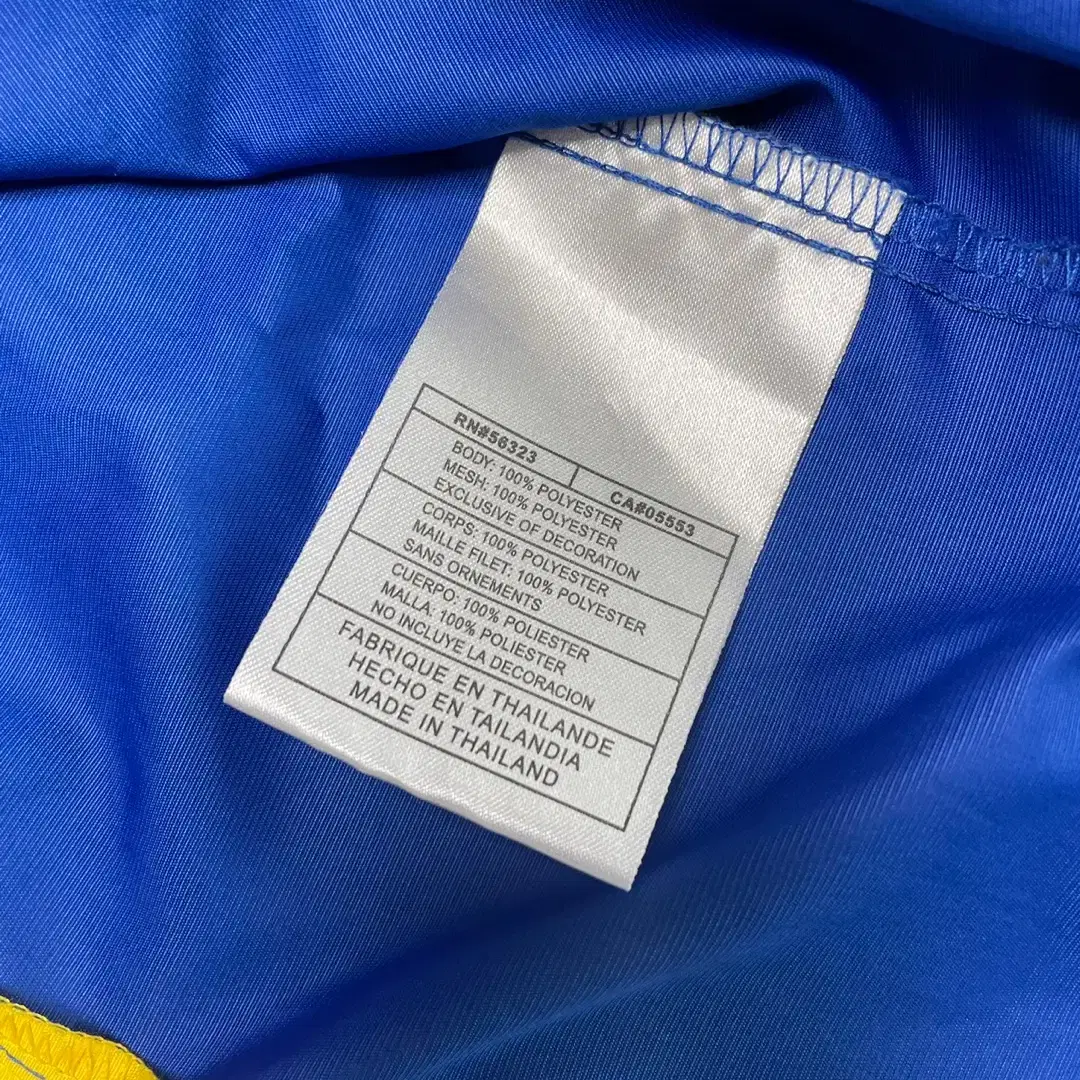 RN#56323 CA#05553
BODY: 100% POLYESTER
MESH: 100% POLYESTER
EXCLUSIVE OF DECORATION
CORPS: 100% POLYESTER
MAILLE FILET: 100% POLYESTER
SANS ORNEMENTS
CUERPO: 100% POLIESTER
MALLA: 100% POLIESTER
NO INCLUYE LA DECORACION
FABRIQUE EN THAILANDE
HECHO EN TAILANDIA
MADE IN THAILAND